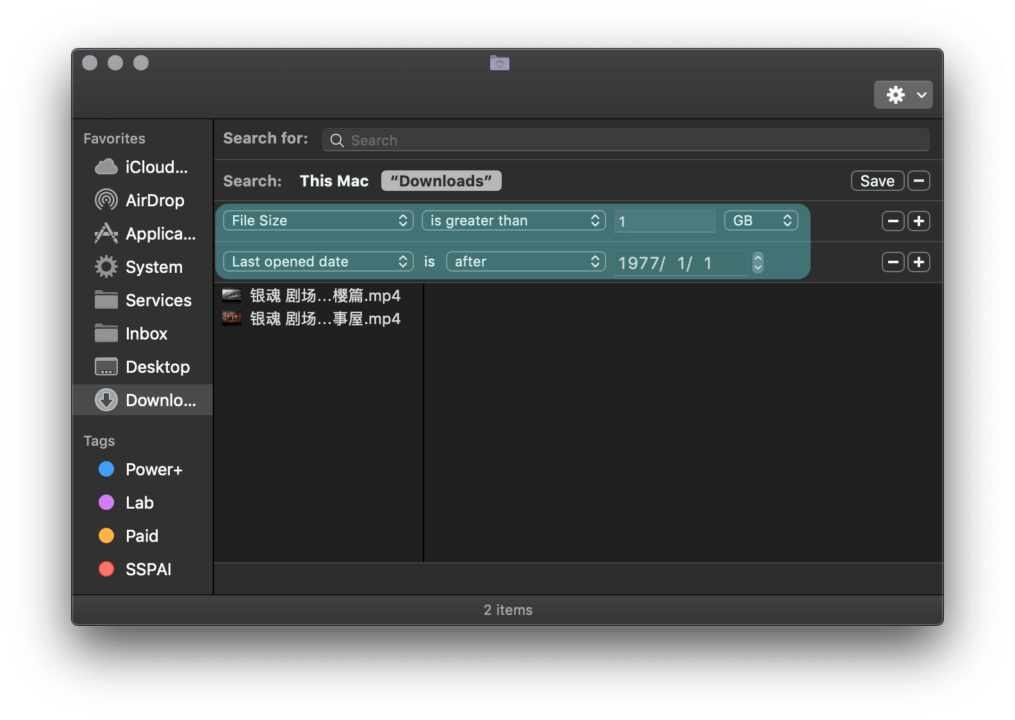 Favorites
iCloud...
AirDrop
Applica...
System
Services
Inbox
Desktop
Downlo...
Tags
Power+
Lab
Paid
SSPAI
Search for: Search
Search: This Mac “Downloads” Save
File Size is greater than 1 GB
Last opened date is after 1977/ 1/ 1
银魂 剧场...樱篇.mp4
银魂 剧场...事屋.mp4
2 items